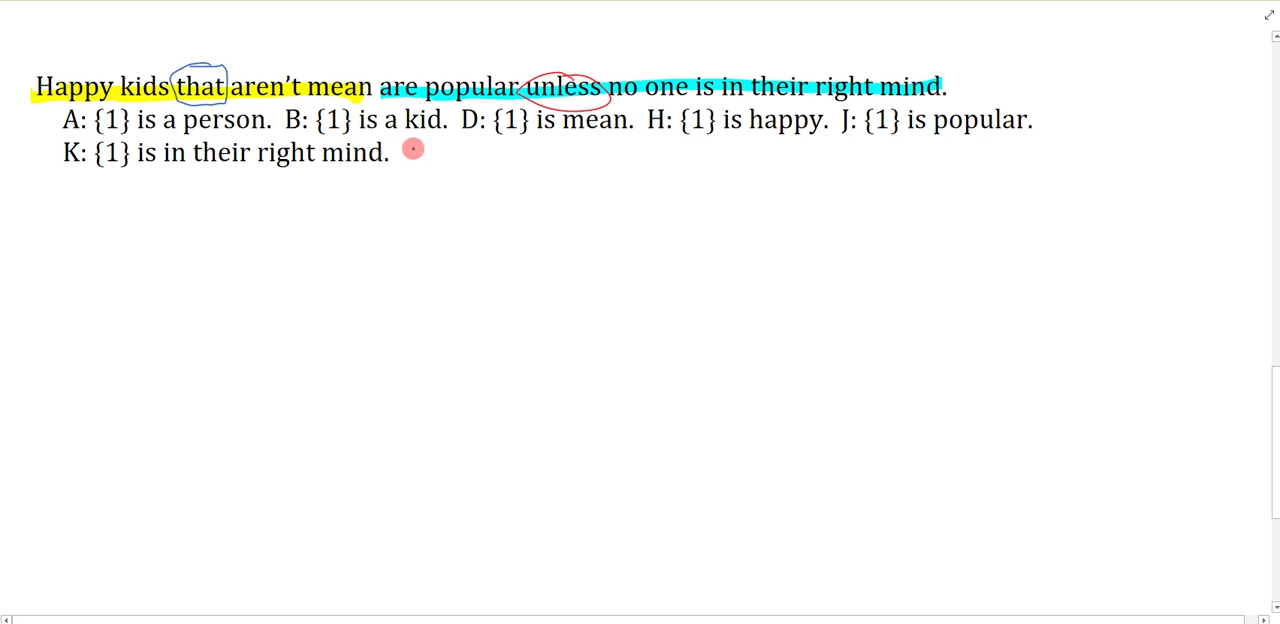 Happy kids that aren’t mean are popular unless no one is in their right mind.
A: {1} is a person. B: {1} is a kid. D: {1} is mean. H: {1} is happy. J: {1} is popular.
K: {1} is in their right mind.